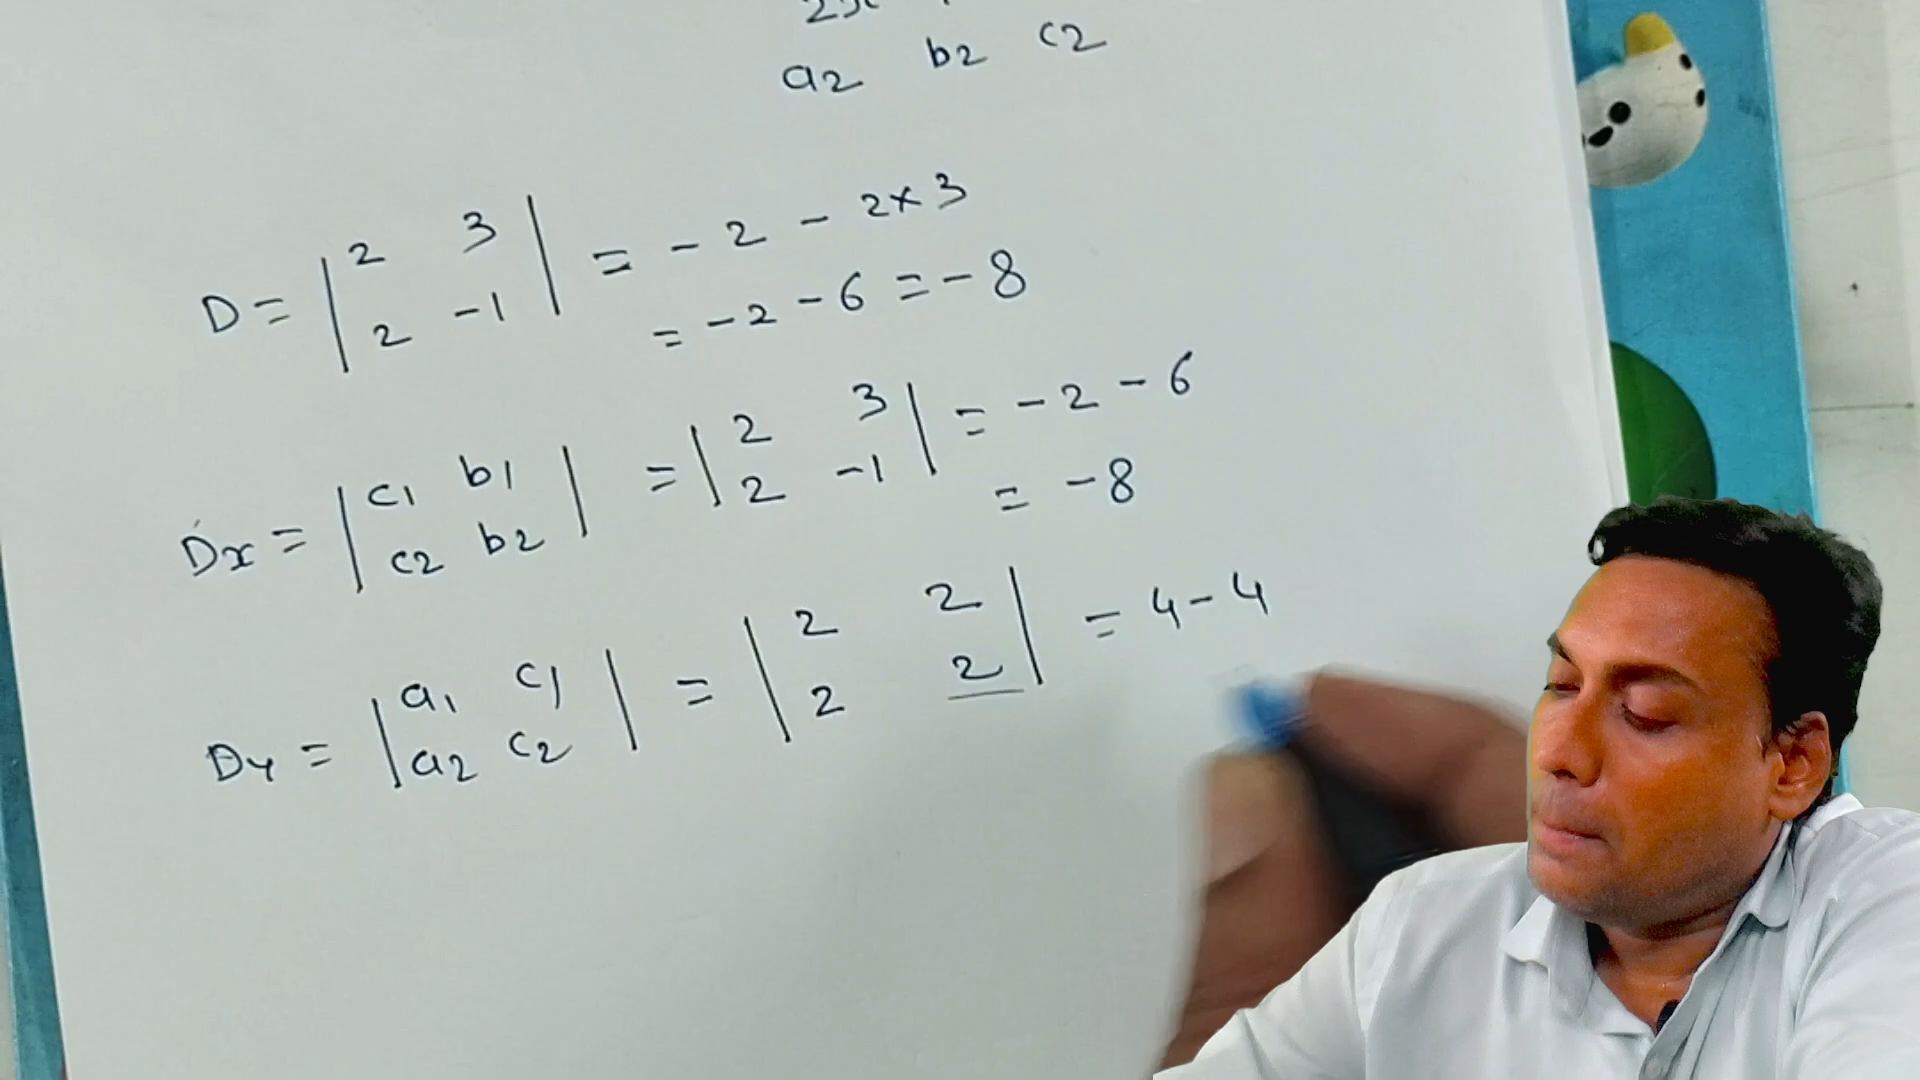 2x
a2 b2 c2
D = | 2 3 | = - 2 - 2×3
| 2 -1 | = -2 - 6 = -8
Dx = | c1 b1 | = | 2 3 | = -2 - 6
| c2 b2 | | 2 -1 | = -8
Dy = | a1 c1 | = | 2 2 | = 4-4
| a2 c2 | | 2 2 |